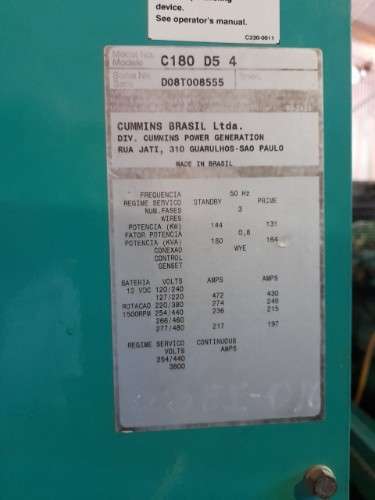 device.
See operator's manual.
C220-0011
Model No. C180 D5 4
Modelo
Serial No. D08T008555 Spec.
Serie
CUMMINS BRASIL Ltda.
DIV. CUMMINS POWER GENERATION
RUA JATI, 310 GUARULHOS-SAO PAULO
MADE IN BRASIL
FREQUENCIA 50 Hz
REGIME SERVICO STANDBY PRIME
NUM.FASES 3
WIRES
POTENCIA (KW) 144 131
FATOR POTENCIA 0,8
POTENCIA (KVA) 180 164
CONEXAO WYE
CONTROL
GENSET
BATERIA VOLTS AMPS AMPS
12 VDC 120/240
127/220 472 430
ROTACAO 220/380 274 249
1500RPM 254/440 236 215
266/460
277/480 217 197
REGIME SERVICO CONTINUOUS
VOLTS AMPS
254/440
3800